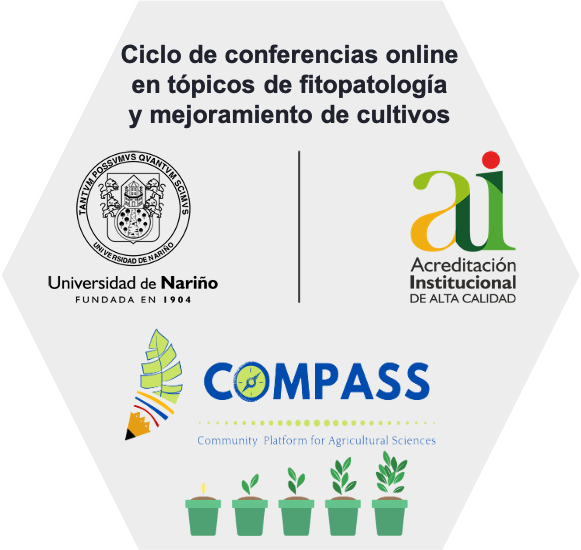 Ciclo de conferencias online
en tópicos de fitopatología
y mejoramiento de cultivos
TANTVM POSSVMVS QVANTVM SCIMVS
UNIVERSIDAD DE NARIÑO
Universidad de Nariño
FUNDADA EN 1904
ai
Acreditación
Institucional
DE ALTA CALIDAD
COMPASS
Community Platform for Agricultural Sciences